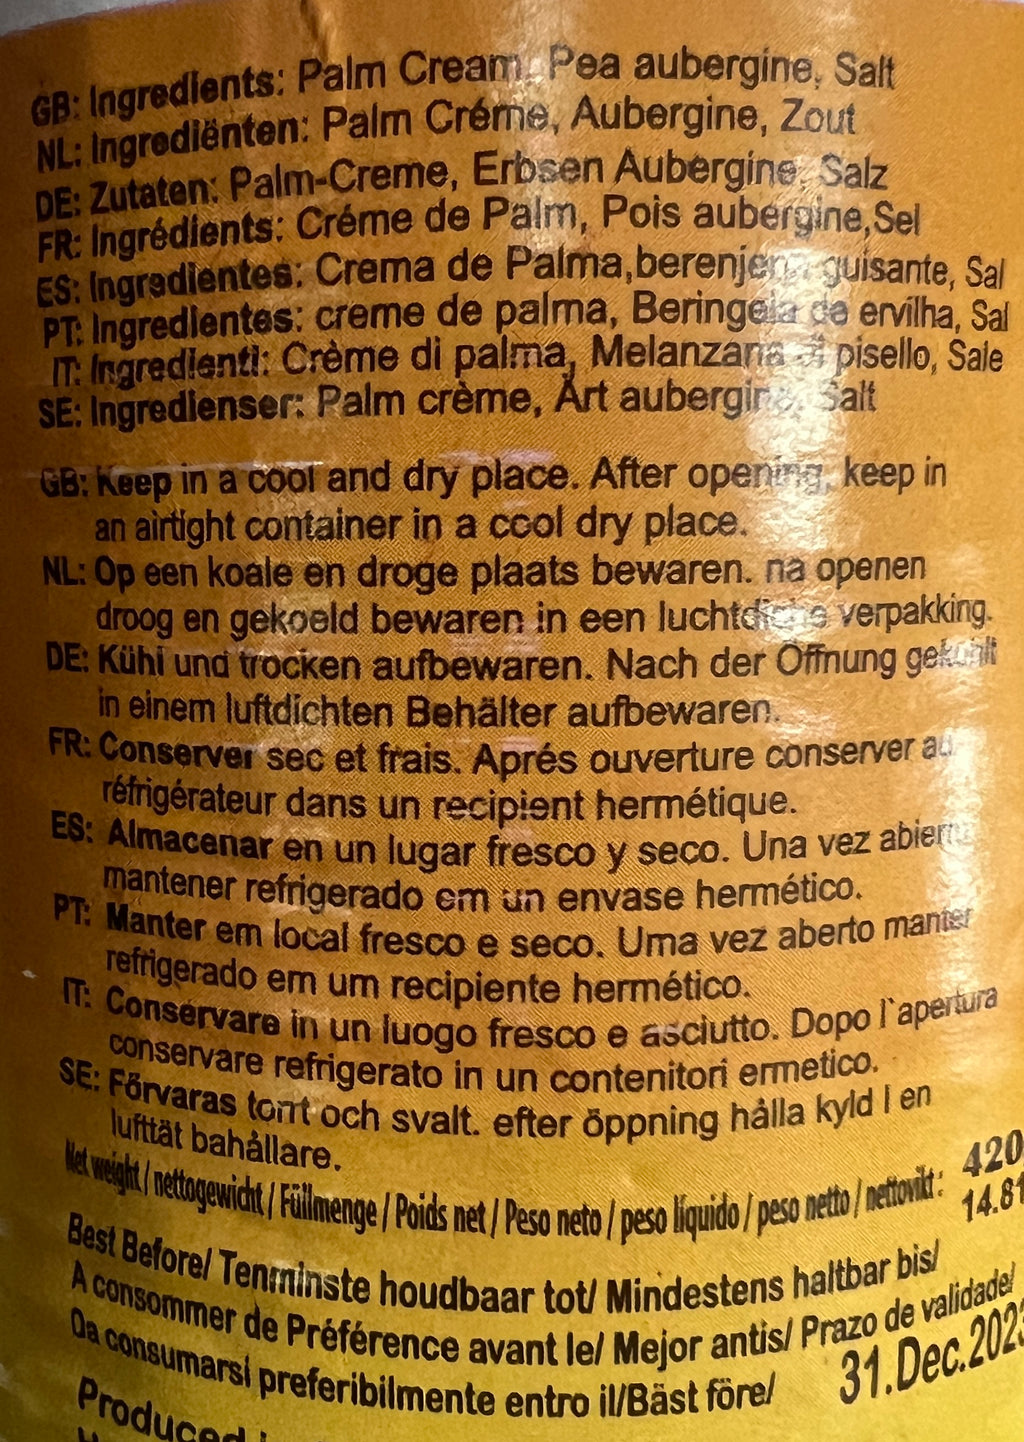 GB: Ingredients: Palm Cream, Pea aubergine, Salt
NL: Ingrediënten: Palm Créme, Aubergine, Zout
DE: Zutaten: Palm-Creme, Erbsen Aubergine, Salz
FR: Ingrédients: Créme de Palm, Pois aubergine,Sel
ES: Ingredientes: Crema de Palma,berenjena guisante, Sal
PT: Ingredientes: creme de palma, Beringela de ervilha, Sal
IT: Ingredienti: Crème di palma, Melanzana di pisello, Sale
SE: Ingredienser: Palm crème, Art aubergine, Salt
GB: Keep in a cool and dry place. After opening, keep in
an airtight container in a cool dry place.
NL: Op een koale en droge plaats bewaren. na openen
droog en gekoeld bewaren in een luchtdichte verpakking.
DE: Kühl und trocken aufbewaren. Nach der Öffnung gekühlt
in einem luftdichten Behälter aufbewaren.
FR: Conserver sec et frais. Aprés ouverture conserver au
réfrigérateur dans un recipient hermétique.
ES: Almacenar en un lugar fresco y seco. Una vez
mantener refrigerado em un envase hermético.
PT: Manter em local fresco e seco. Uma vez aberto manter
refrigerado em um recipiente hermético.
IT: Conservare in un luogo fresco e asciutto. Dopo l`apertura
conservare refrigerato in un contenitori ermetico.
SE: Förvaras torrt och svalt. efter öppning hålla kyld I en
lufttät bahållare.
Net weight / nettogewicht / Füllmenge / Poids net / Peso neto / peso líquido / peso netto / nettovikt: 420
14.81
Best Before/ Tenminste houdbaar tot/ Mindestens haltbar bis/
A consommer de Préférence avant le/ Mejor antis/ Prazo de validade/
Da consumarsi preferibilmente entro il/Bäst före/ 31.Dec.202
Produced